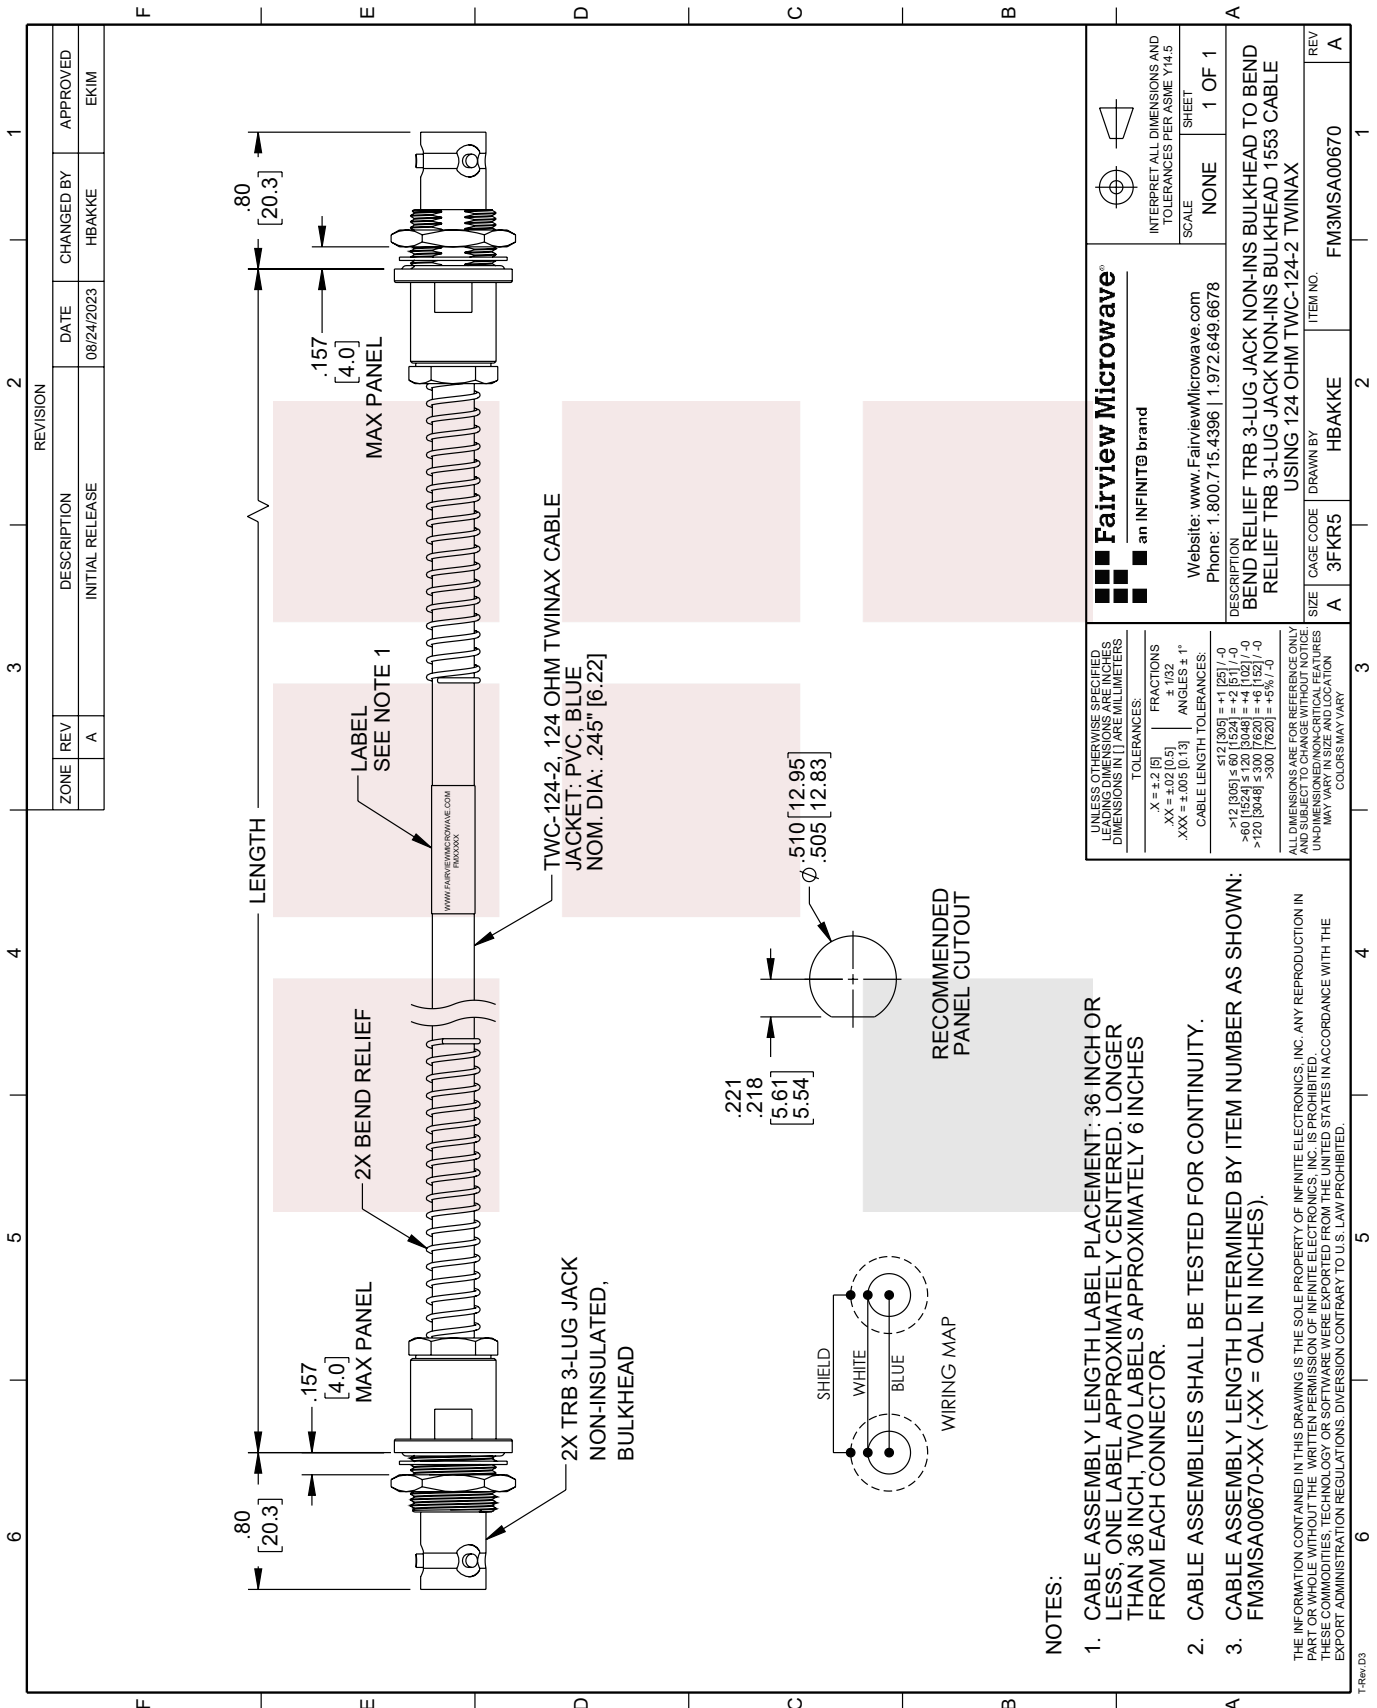 REVISION
ZONE REV DESCRIPTION DATE CHANGED BY APPROVED
A INITIAL RELEASE 08/24/2023 HBAKKE EKIM
6 5 4 3 2 1
F
E
D
C
B
A
LENGTH
.80
[20.3]
.157
[4.0]
MAX PANEL
2X BEND RELIEF
LABEL
SEE NOTE 1
WWW.FAIRVIEWMICROWAVE.COM
FMXXXXX
.157
[4.0]
MAX PANEL
.80
[20.3]
2X TRB 3-LUG JACK
NON-INSULATED,
BULKHEAD
TWC-124-2, 124 OHM TWINAX CABLE
JACKET: PVC, BLUE
NOM. DIA: .245" [6.22]
SHIELD
WHITE
BLUE
WIRING MAP
.221
.218
[5.61]
[5.54]
Ø .510 [12.95]
.505 [12.83]
RECOMMENDED
PANEL CUTOUT
NOTES:
1. CABLE ASSEMBLY LENGTH LABEL PLACEMENT: 36 INCH OR
LESS, ONE LABEL APPROXIMATELY CENTERED. LONGER
THAN 36 INCH, TWO LABELS APPROXIMATELY 6 INCHES
FROM EACH CONNECTOR.
2. CABLE ASSEMBLIES SHALL BE TESTED FOR CONTINUITY.
3. CABLE ASSEMBLY LENGTH DETERMINED BY ITEM NUMBER AS SHOWN:
FM3MSA00670-XX (-XX = OAL IN INCHES).
THE INFORMATION CONTAINED IN THIS DRAWING IS THE SOLE PROPERTY OF INFINITE ELECTRONICS, INC. ANY REPRODUCTION IN
PART OR WHOLE WITHOUT THE WRITTEN PERMISSION OF INFINITE ELECTRONICS, INC. IS PROHIBITED.
THESE COMMODITIES, TECHNOLOGY OR SOFTWARE WERE EXPORTED FROM THE UNITED STATES IN ACCORDANCE WITH THE
EXPORT ADMINISTRATION REGULATIONS. DIVERSION CONTRARY TO U.S. LAW PROHIBITED.
UNLESS OTHERWISE SPECIFIED
LEADING DIMENSIONS ARE INCHES
DIMENSIONS IN [ ] ARE MILLIMETERS
TOLERANCES:
.X = ± .2 [5] FRACTIONS
.XX = ± .02 [0.5] ± 1/32
.XXX = ± .005 [0.13] ANGLES ± 1°
CABLE LENGTH TOLERANCES:
≤12 [305] = +1 [25] / -0
>12 [305] ≤ 60 [1524] = +2 [51] / -0
>60 [1524] ≤ 120 [3048] = +4 [102] / -0
>120 [3048] ≤ 300 [7620] = +6 [152] / -0
>300 [7620] = +5% / -0
ALL DIMENSIONS ARE FOR REFERENCE ONLY
AND SUBJECT TO CHANGE WITHOUT NOTICE.
UN-DIMENSIONED/NON-CRITICAL FEATURES
MAY VARY IN SIZE AND LOCATION
COLORS MAY VARY
Fairview Microwave®
an INFINIT@ brand
Website: www.FairviewMicrowave.com
Phone: 1.800.715.4396 | 1.972.649.6678
INTERPRET ALL DIMENSIONS AND
TOLERANCES PER ASME Y14.5
SCALE NONE
SHEET 1 OF 1
DESCRIPTION
BEND RELIEF TRB 3-LUG JACK NON-INS BULKHEAD TO BEND
RELIEF TRB 3-LUG JACK NON-INS BULKHEAD 1553 CABLE
USING 124 OHM TWC-124-2 TWINAX
SIZE A
CAGE CODE 3FKR5
DRAWN BY HBAKKE
ITEM NO. FM3MSA00670
REV A
F
E
D
C
B
A
6 5 4 3 2 1
T-Rev.D3